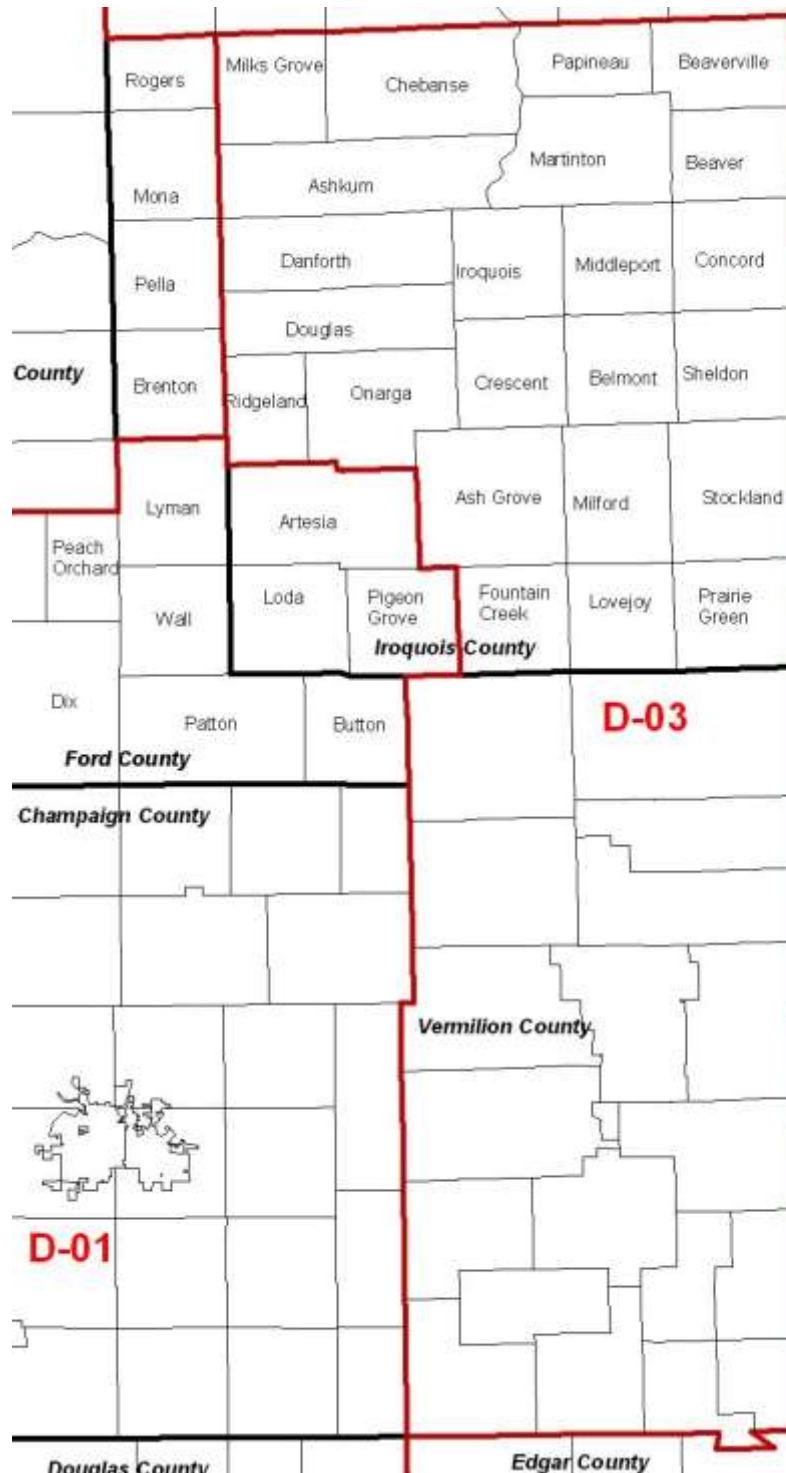 Rogers
Milks Grove
Chebanse
Papineau
Beaverville
Mona
Ashkum
Martinton
Beaver
Pella
Danforth
Iroquois
Middleport
Concord
Douglas
County
Brenton
Ridgeland
Onarga
Crescent
Belmont
Sheldon
Lyman
Artesia
Ash Grove
Milford
Stockland
Peach
Orchard
Wall
Loda
Pigeon
Grove
Fountain
Creek
Lovejoy
Prairie
Green
Iroquois County
Dix
Patton
Button
D-03
Ford County
Champaign County
Vermilion County
D-01
Douglas County
Edgar County